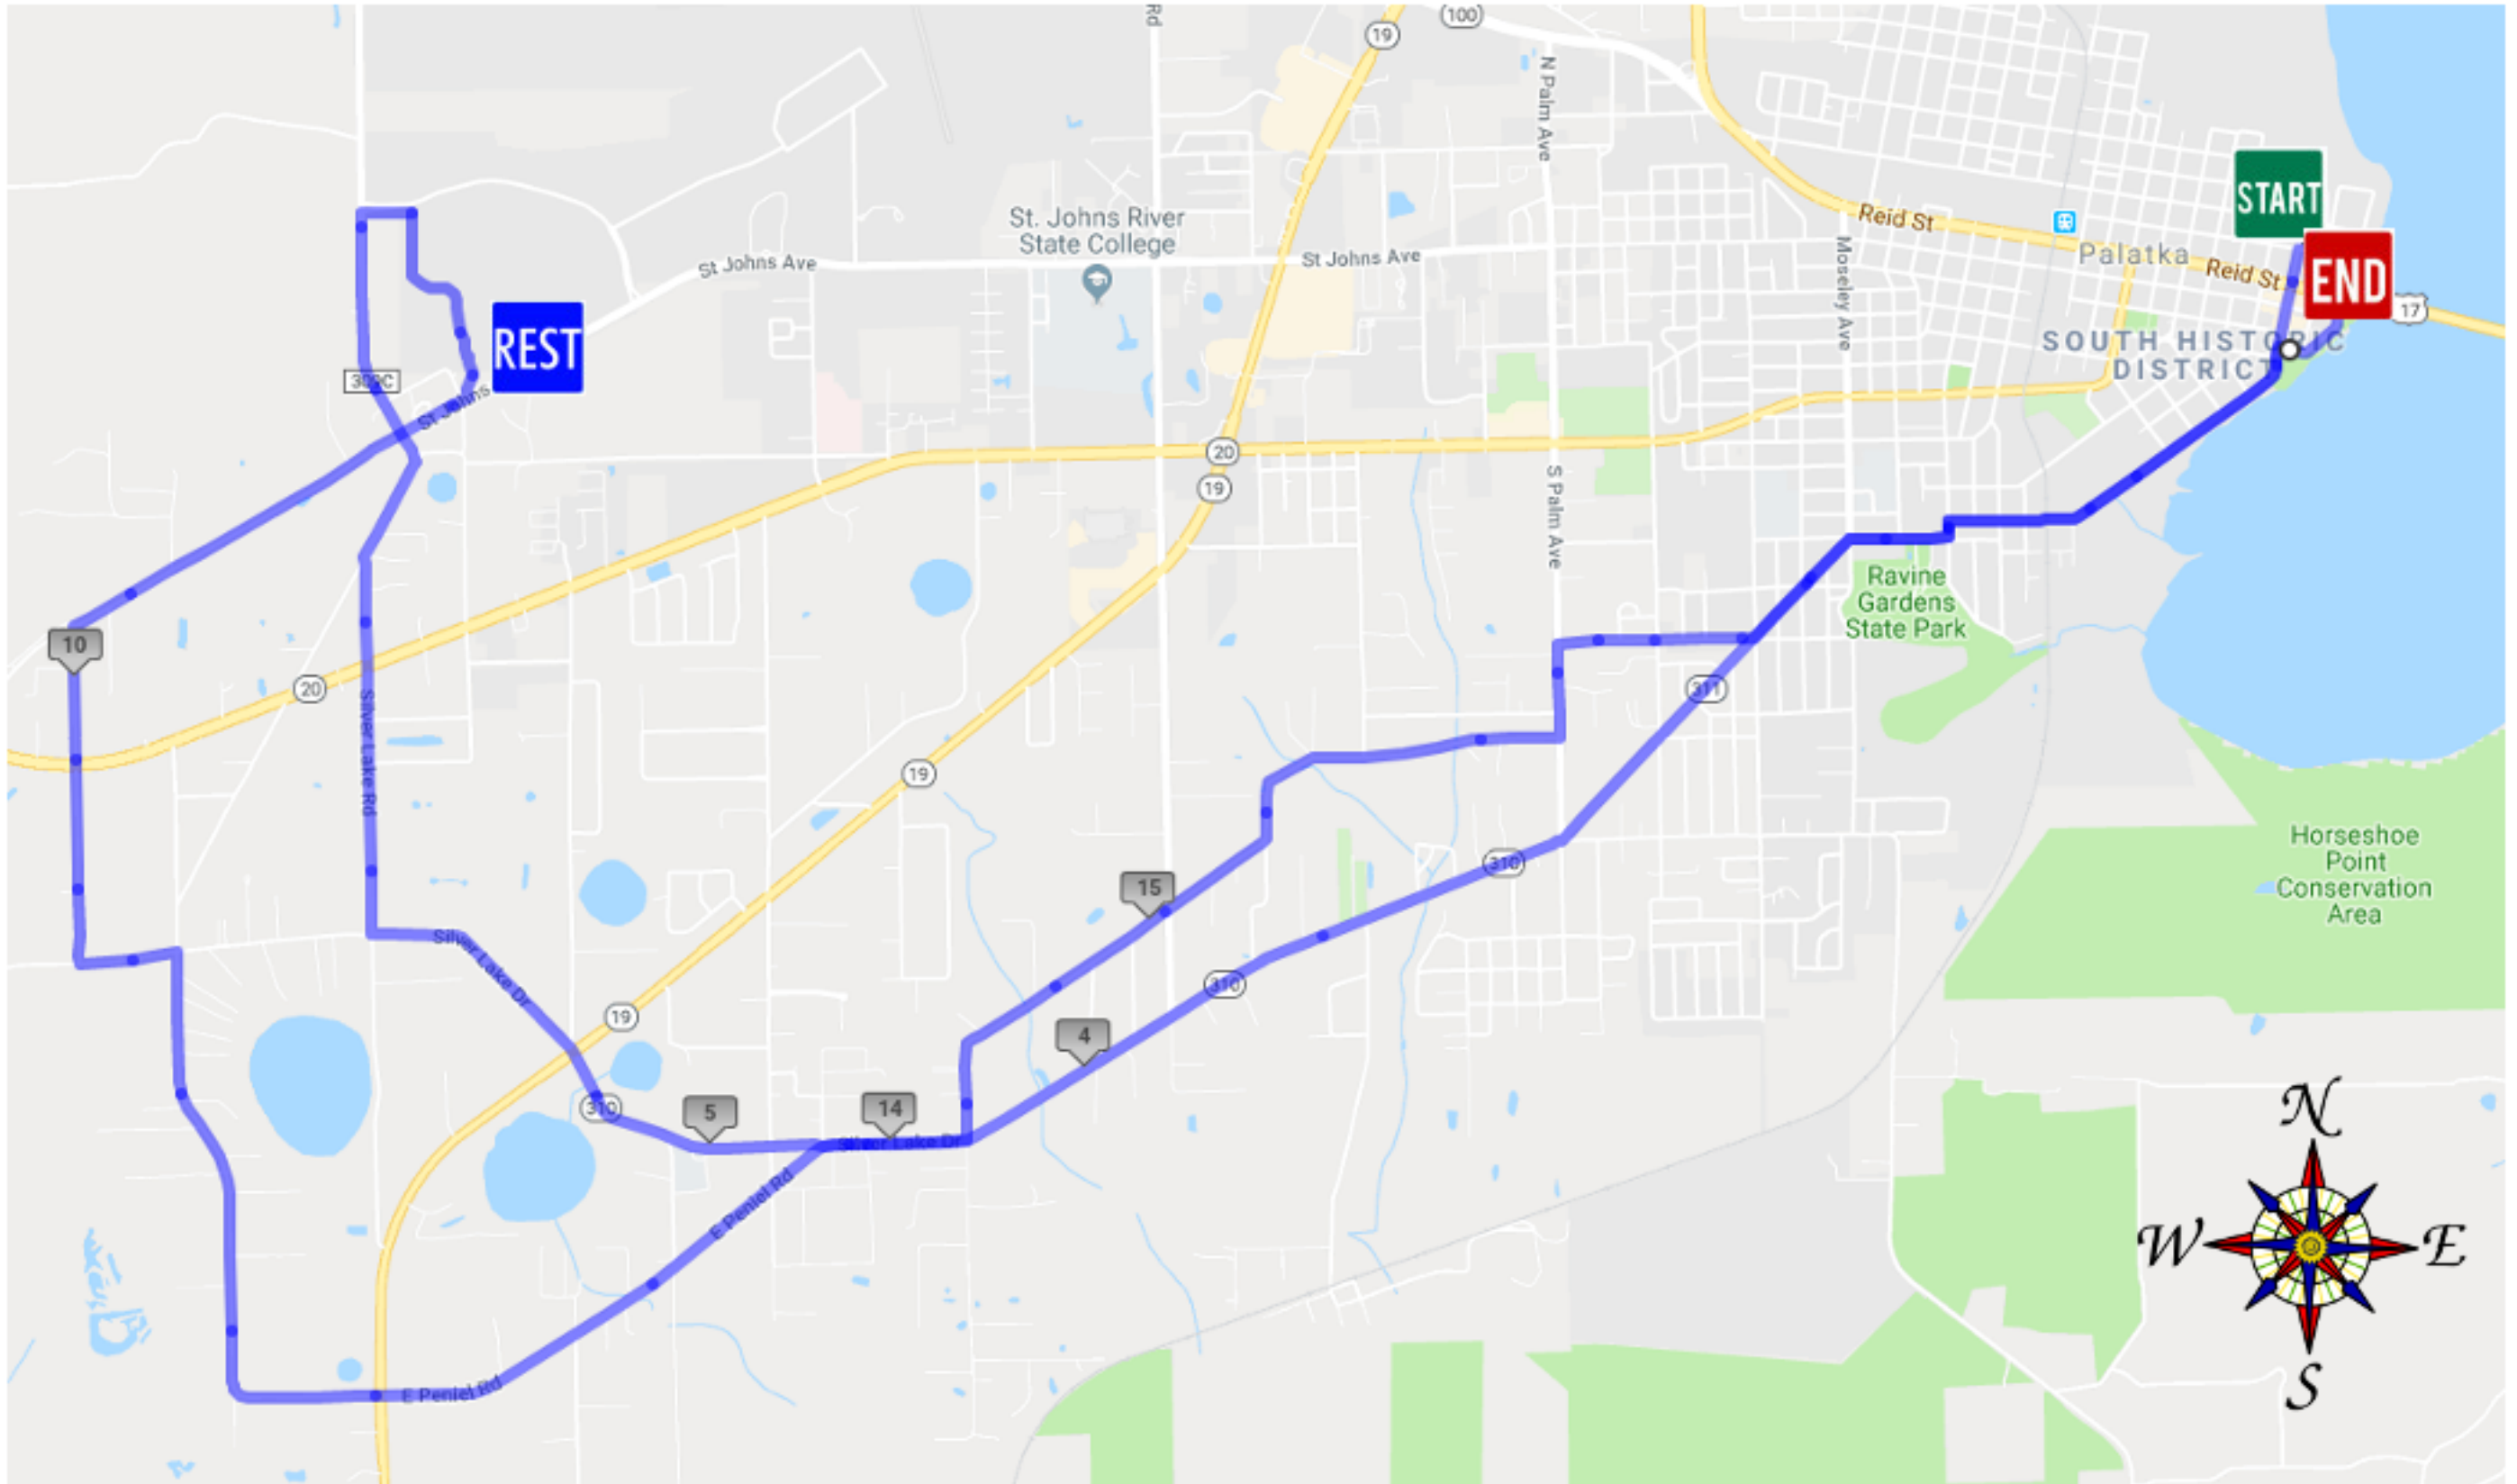 Rd
19
100
N Palm Ave
START
St. Johns River
State College
Reid St
Palatka
Reid St
END
17
St Johns Ave
St Johns Ave
Moseley Ave
SOUTH HISTORIC
DISTRICT
REST
309C
St Johns
20
19
S Palm Ave
Ravine
Gardens
State Park
10
20
311
Silver Lake Rd
19
Horseshoe
Point
Conservation
Area
310
15
Silver Lake Dr
310
19
4
310
5
14
Silver Lake Dr
E Peniel Rd
E Peniel Rd
N
W
E
S